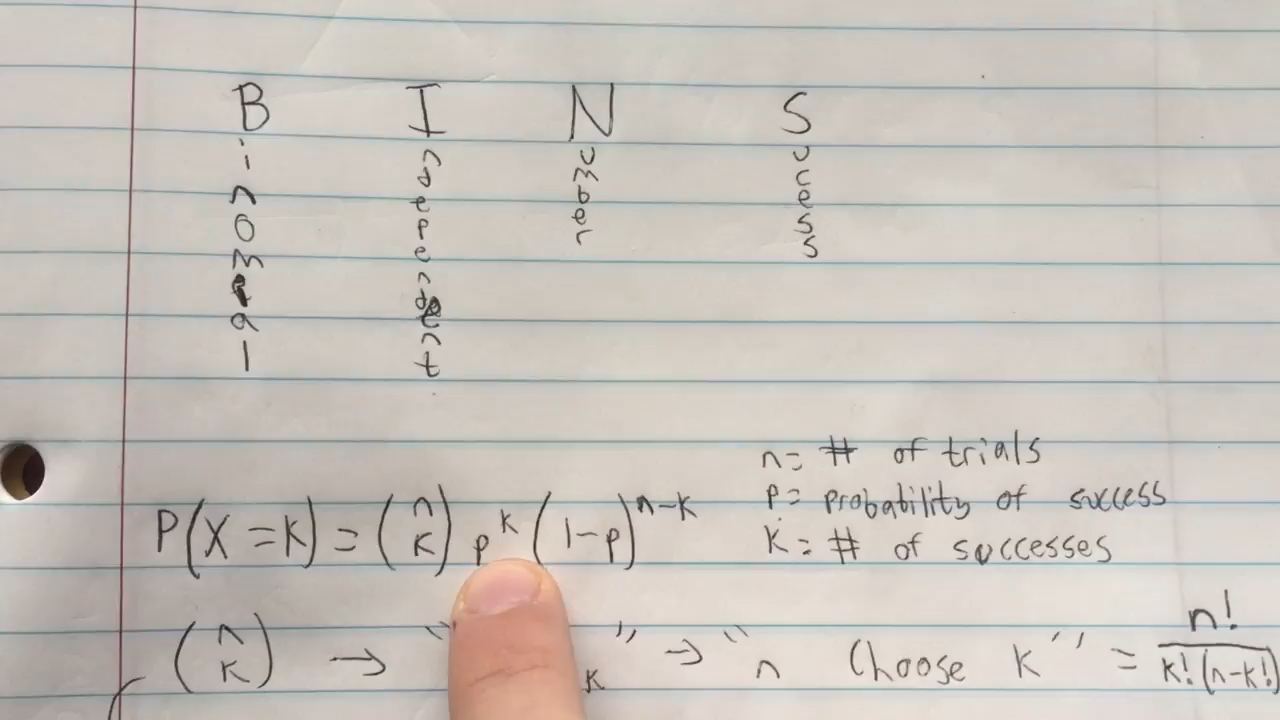 B I N S
Binomial
Independent
Number
Success
n = # of trials
p = probability of success
K = # of successes
P(X = K) = (n K) p^k (1-p)^n-K
(n K) → " K " → "n Choose K" = n! / K!(n-K!)